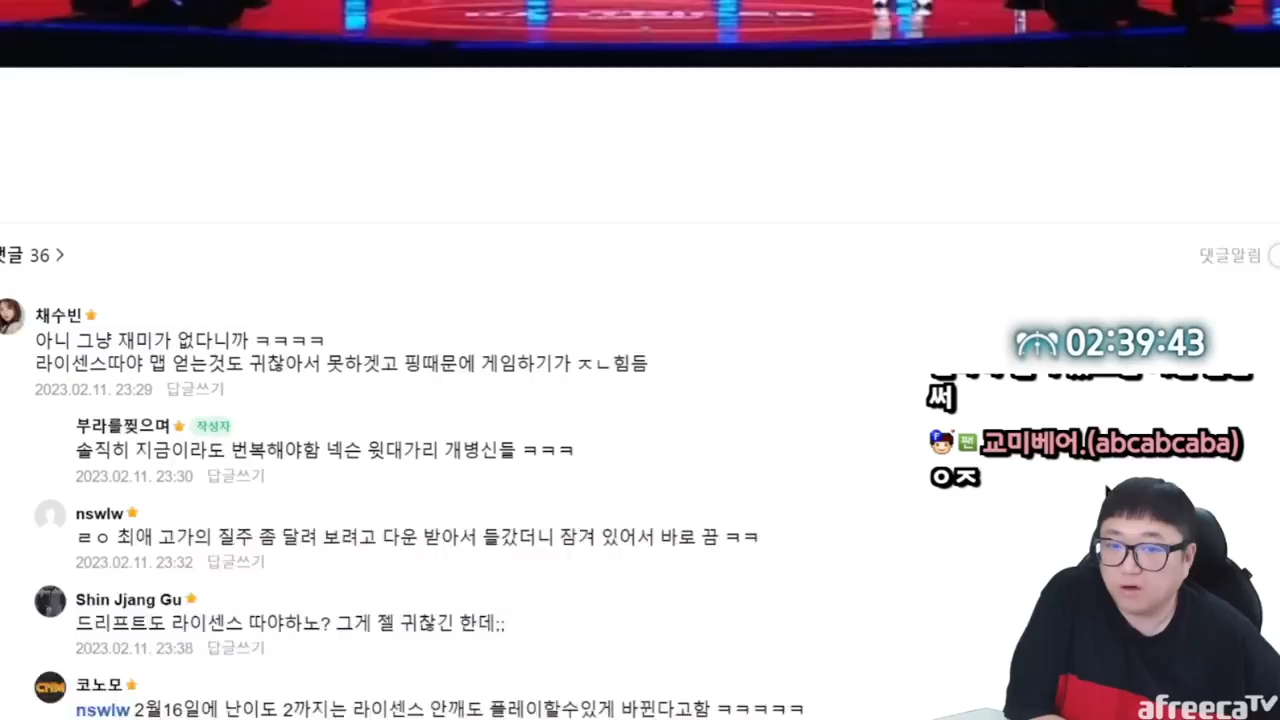 댓글 36
댓글알림
채수빈
아니 그냥 재미가 없다니까 ㅋㅋㅋㅋ
라이센스따야 맵 얻는것도 귀찮아서 못하겟고 핑때문에 게임하기가 ㅈㄴ힘듬
2023.02.11. 23:29 답글쓰기
부라를찢으며 작성자
솔직히 지금이라도 번복해야함 넥슨 윗대가리 개병신들 ㅋㅋㅋ
2023.02.11. 23:30 답글쓰기
nswlw
ㄹㅇ 최애 고가의 질주 좀 달려 보려고 다운 받아서 들갔더니 잠겨 있어서 바로 끔 ㅋㅋ
2023.02.11. 23:32 답글쓰기
Shin Jjang Gu
드리프트도 라이센스 따야하노? 그게 젤 귀찮긴 한데;;
2023.02.11. 23:38 답글쓰기
코노모
nswlw 2월16일에 난이도 2까지는 라이센스 안깨도 플레이할수있게 바뀐다고함 ㅋㅋㅋㅋㅋ
02:39:43
써
팬 교미베어.(abcabcaba)
ㅇㅈ
afreecaTV